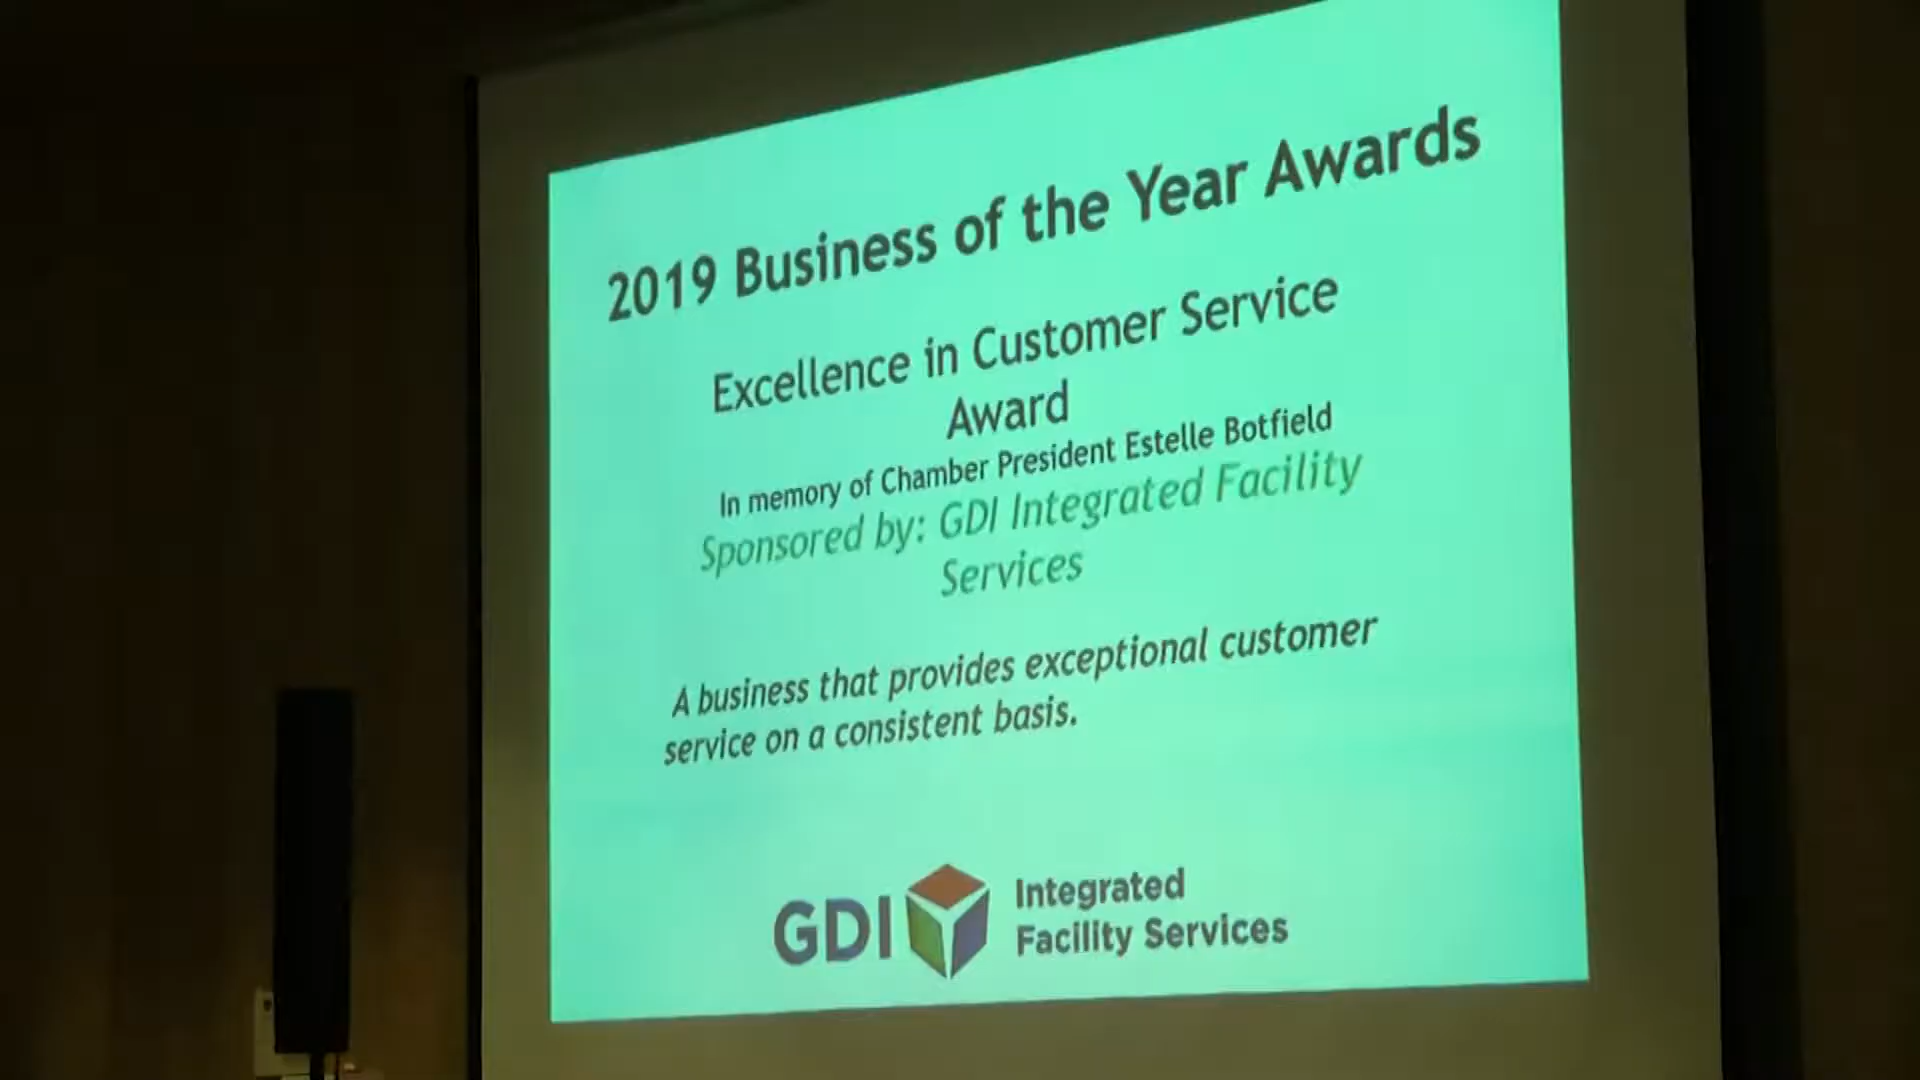 2019 Business of the Year Awards
Excellence in Customer Service
Award
In memory of Chamber President Estelle Botfield
Sponsored by: GDI Integrated Facility
Services
A business that provides exceptional customer
service on a consistent basis.
GDI Integrated
Facility Services